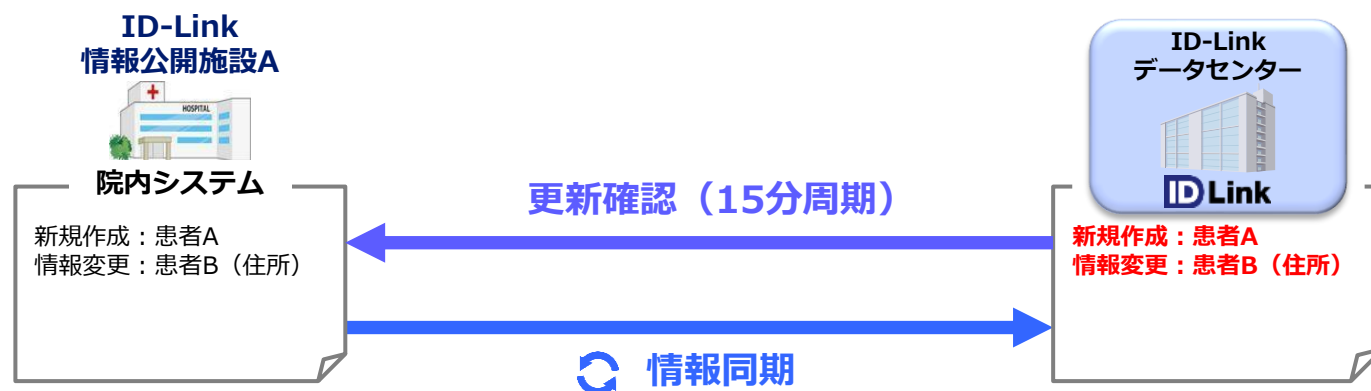 ID-Link
情報公開施設A
HOSPITAL
院内システム
新規作成：患者A
情報変更：患者B（住所）
更新確認（15分周期）
情報同期
ID-Link
データセンター
ID Link
新規作成：患者A
情報変更：患者B（住所）